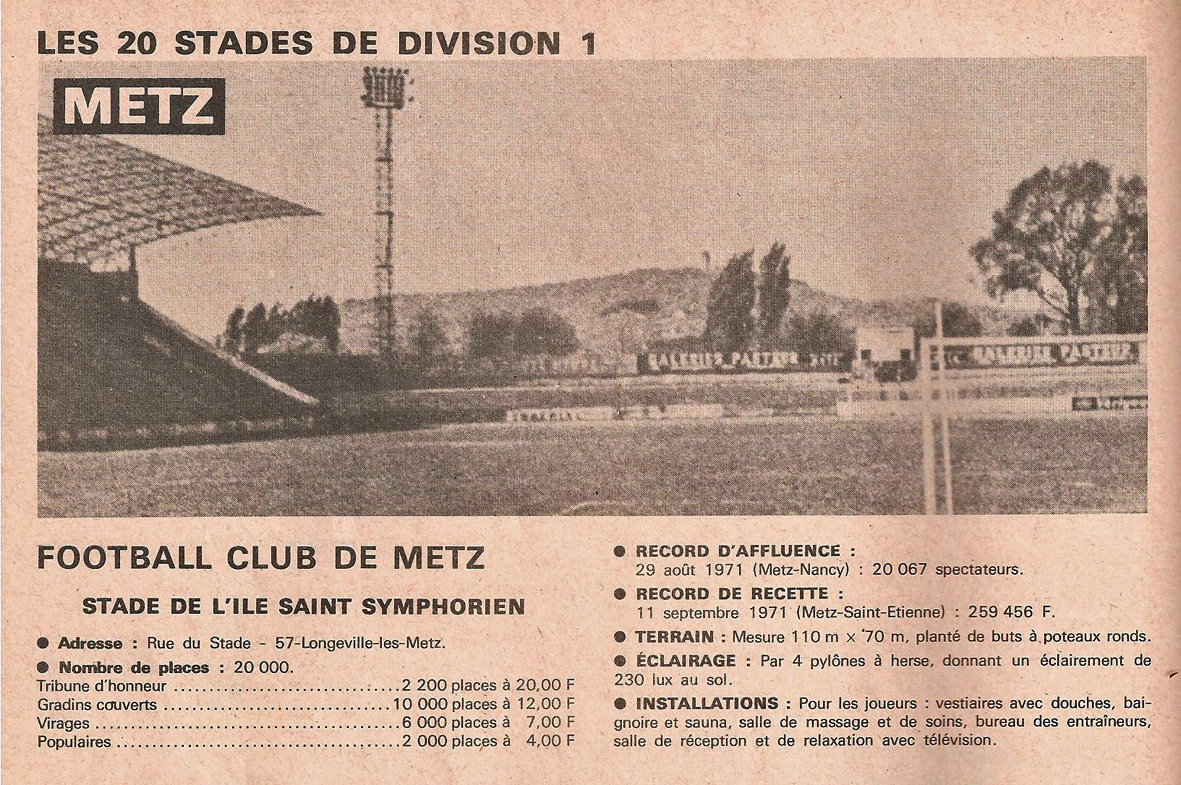 LES 20 STADES DE DIVISION 1
METZ
GALERIES PASTEUR
GALERIES PASTEUR
FOOTBALL CLUB DE METZ
STADE DE L'ILE SAINT SYMPHORIEN
● Adresse : Rue du Stade - 57-Longeville-les-Metz.
● Nombre de places : 20 000.
Tribune d'honneur ................................2 200 places à 20,00 F
Gradins couverts ................................10 000 places à 12,00 F
Virages ................................6 000 places à 7,00 F
Populaires ................................2 000 places à 4,00 F
● RECORD D'AFFLUENCE :
29 août 1971 (Metz-Nancy) : 20 067 spectateurs.
● RECORD DE RECETTE :
11 septembre 1971 (Metz-Saint-Etienne) : 259 456 F.
● TERRAIN : Mesure 110 m × 70 m, planté de buts à poteaux ronds.
● ÉCLAIRAGE : Par 4 pylônes à herse, donnant un éclairement de
230 lux au sol.
● INSTALLATIONS : Pour les joueurs : vestiaires avec douches, bai-
gnoire et sauna, salle de massage et de soins, bureau des entraîneurs,
salle de réception et de relaxation avec télévision.